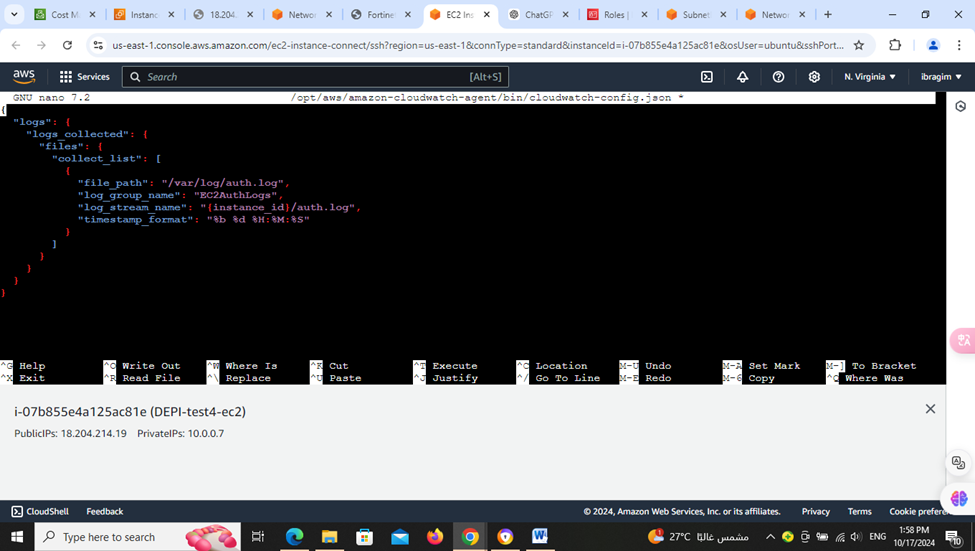 Cost M
Instanc
18.204.
Networ
Fortine
EC2 Ins
ChatGP
Roles |
Subnet
Networ
us-east-1.console.aws.amazon.com/ec2-instance-connect/ssh?region=us-east-1&connType=standard&instanceId=i-07b855e4a125ac81e&osUser=ubuntu&sshPort...
aws Services Search [Alt+S] N. Virginia ibragim
GNU nano 7.2 /opt/aws/amazon-cloudwatch-agent/bin/cloudwatch-config.json *
{
"logs": {
"logs_collected": {
"files": {
"collect_list": [
{
"file_path": "/var/log/auth.log",
"log_group_name": "EC2AuthLogs",
"log_stream_name": "{instance_id}/auth.log",
"timestamp_format": "%b %d %H:%M:%S"
}
]
}
}
}
}
^G Help ^O Write Out ^W Where Is ^K Cut ^T Execute ^C Location M-U Undo M-A Set Mark M-] To Bracket
^X Exit ^R Read File ^\ Replace ^U Paste ^J Justify ^/ Go To Line M-E Redo M-6 Copy ^Q Where Was
i-07b855e4a125ac81e (DEPI-test4-ec2)
PublicIPs: 18.204.214.19 PrivateIPs: 10.0.0.7
CloudShell Feedback © 2024, Amazon Web Services, Inc. or its affiliates. Privacy Terms Cookie prefere
Type here to search 27°C مشمس غالبًا ENG 1:58 PM
10/17/2024 10